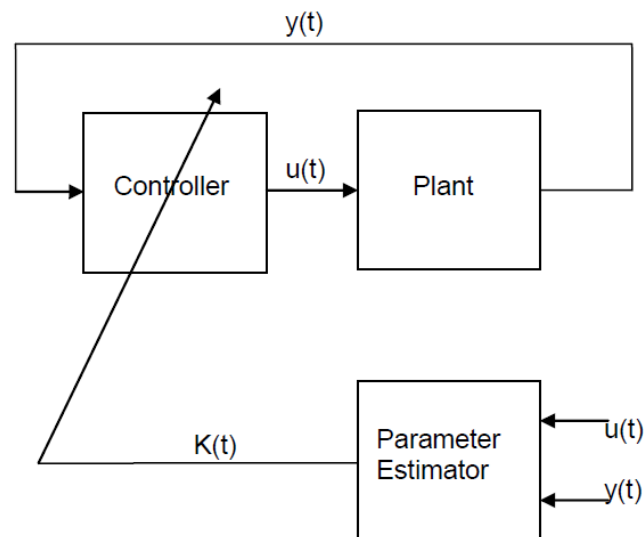 y(t)
Controller
u(t)
Plant
K(t)
Parameter
Estimator
u(t)
y(t)